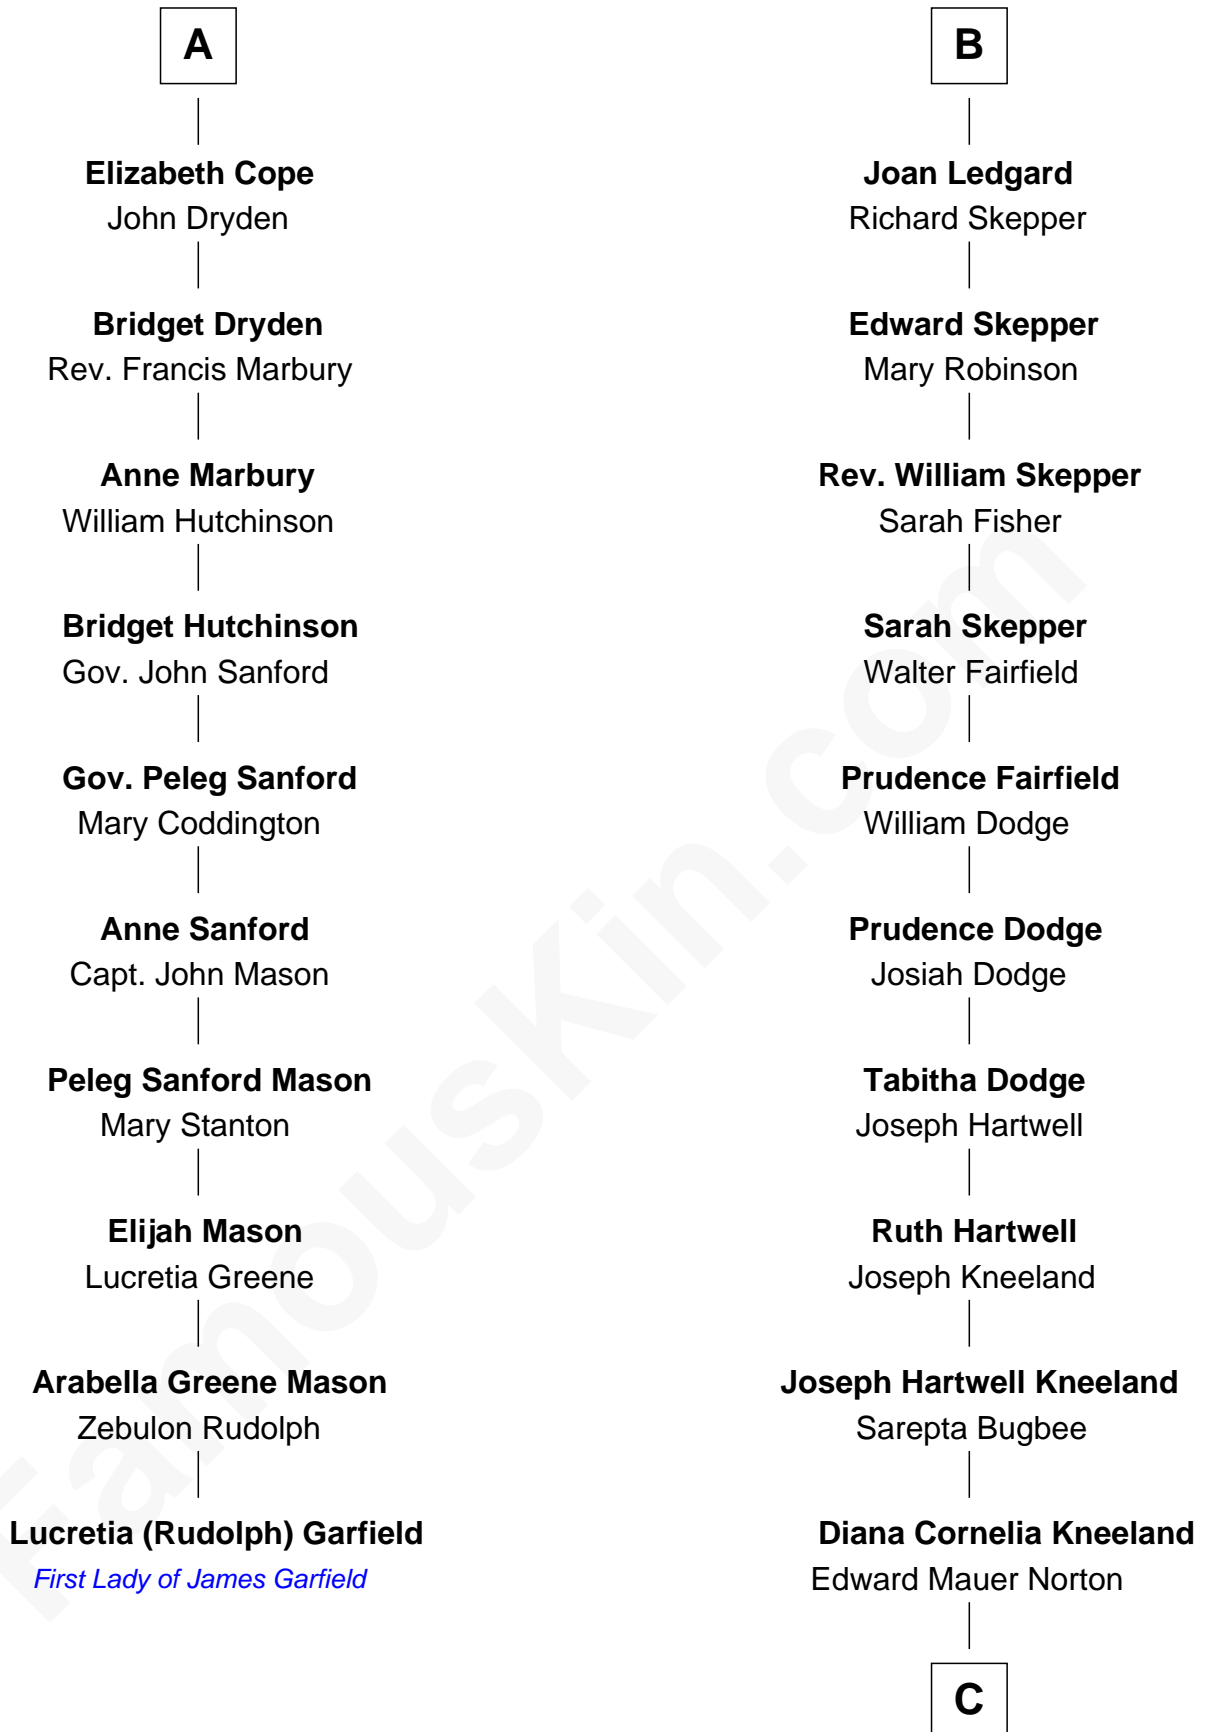 A
Elizabeth Cope
John Dryden
Bridget Dryden
Rev. Francis Marbury
Anne Marbury
William Hutchinson
Bridget Hutchinson
Gov. John Sanford
Gov. Peleg Sanford
Mary Coddington
Anne Sanford
Capt. John Mason
Peleg Sanford Mason
Mary Stanton
Elijah Mason
Lucretia Greene
Arabella Greene Mason
Zebulon Rudolph
Lucretia (Rudolph) Garfield
First Lady of James Garfield
B
Joan Ledgard
Richard Skepper
Edward Skepper
Mary Robinson
Rev. William Skepper
Sarah Fisher
Sarah Skepper
Walter Fairfield
Prudence Fairfield
William Dodge
Prudence Dodge
Josiah Dodge
Tabitha Dodge
Joseph Hartwell
Ruth Hartwell
Joseph Kneeland
Joseph Hartwell Kneeland
Sarepta Bugbee
Diana Cornelia Kneeland
Edward Mauer Norton
C
FamousKin.com